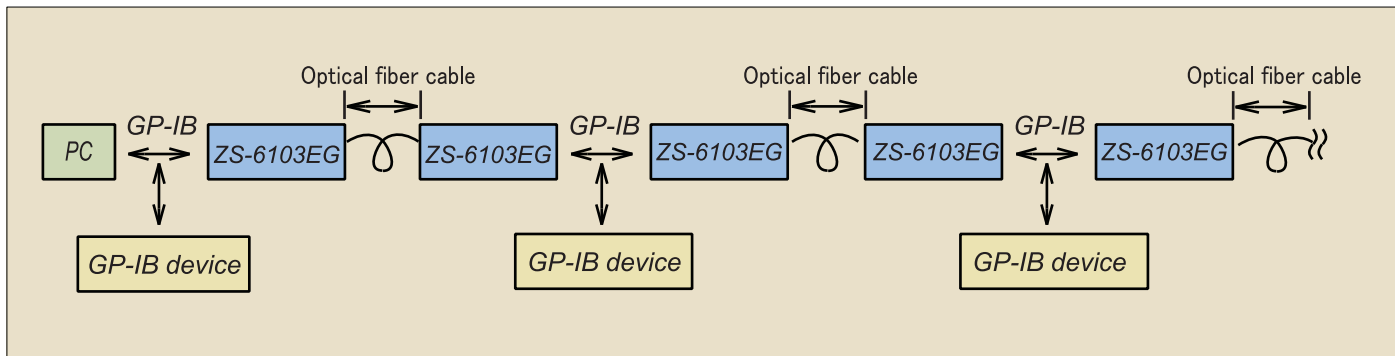 Optical fiber cable
Optical fiber cable
Optical fiber cable
PC
GP-IB
ZS-6103EG
ZS-6103EG
GP-IB
ZS-6103EG
ZS-6103EG
GP-IB
ZS-6103EG
GP-IB device
GP-IB device
GP-IB device